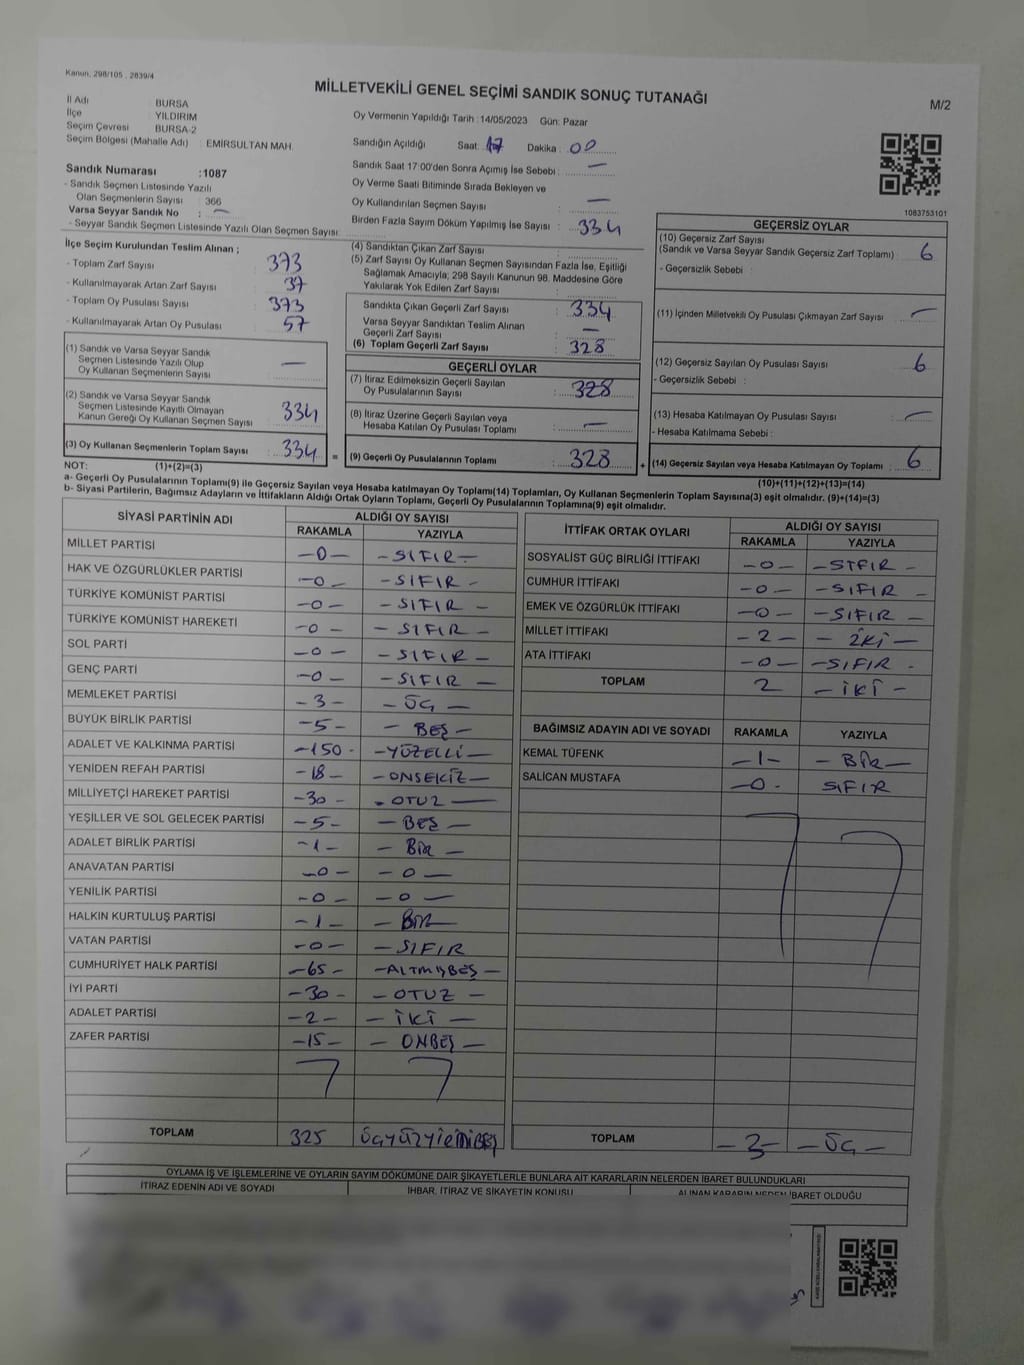 Kanun. 298/105 , 2839/4
MİLLETVEKİLİ GENEL SEÇİMİ SANDIK SONUÇ TUTANAĞI
M/2
İl Adı BURSA
İlçe YILDIRIM
Seçim Çevresi BURSA-2
Seçim Bölgesi (Mahalle Adı) : EMİRSULTAN MAH.
Oy Vermenin Yapıldığı Tarih :14/05/2023 Gün: Pazar
Sandığın Açıldığı Saat: 17 Dakika : 00
Sandık Saat 17:00'den Sonra Açımış İse Sebebi : —
Oy Verme Saati Bitiminde Sırada Bekleyen ve
Oy Kullandırılan Seçmen Sayısı : —
Birden Fazla Sayım Döküm Yapılmış İse Sayısı : 334
Sandık Numarası :1087
- Sandık Seçmen Listesinde Yazılı
Olan Seçmenlerin Sayısı : 366
Varsa Seyyar Sandık No : —
- Seyyar Sandık Seçmen Listesinde Yazılı Olan Seçmen Sayısı:
1083753101
İlçe Seçim Kurulundan Teslim Alınan ;
- Toplam Zarf Sayısı : 373
- Kullanılmayarak Artan Zarf Sayısı : 37
- Toplam Oy Pusulası Sayısı : 373
- Kullanılmayarak Artan Oy Pusulası : 57
(1) Sandık ve Varsa Seyyar Sandık
Seçmen Listesinde Yazılı Olup
Oy Kullanan Seçmenlerin Sayısı : —
(2) Sandık ve Varsa Seyyar Sandık
Seçmen Listesinde Kayıtlı Olmayan
Kanun Gereği Oy Kullanan Seçmen Sayısı : 334
(3) Oy Kullanan Seçmenlerin Toplam Sayısı : 334 =
(4) Sandıktan Çıkan Zarf Sayısı :
(5) Zarf Sayısı Oy Kullanan Seçmen Sayısından Fazla İse, Eşitliği
Sağlamak Amacıyla; 298 Sayılı Kanunun 98. Maddesine Göre
Yakılarak Yok Edilen Zarf Sayısı :
Sandıkta Çıkan Geçerli Zarf Sayısı : 334
Varsa Seyyar Sandıktan Teslim Alınan
Geçerli Zarf Sayısı : —
(6) Toplam Geçerli Zarf Sayısı : 328
GEÇERLİ OYLAR
(7) İtiraz Edilmeksizin Geçerli Sayılan
Oy Pusulalarının Sayısı : 328
(8) İtiraz Üzerine Geçerli Sayılan veya
Hesaba Katılan Oy Pusulası Toplamı : —
(9) Geçerli Oy Pusulalarının Toplamı : 328 +
GEÇERSİZ OYLAR
(10) Geçersiz Zarf Sayısı
(Sandık ve Varsa Seyyar Sandık Geçersiz Zarf Toplamı) : 6
- Geçersizlik Sebebi :
(11) İçinden Milletvekili Oy Pusulası Çıkmayan Zarf Sayısı : —
(12) Geçersiz Sayılan Oy Pusulası Sayısı : 6
- Geçersizlik Sebebi :
(13) Hesaba Katılmayan Oy Pusulası Sayısı : —
- Hesaba Katılmama Sebebi :
(14) Geçersiz Sayılan veya Hesaba Katılmayan Oy Toplamı : 6
NOT: (1)+(2)=(3)
(10)+(11)+(12)+(13)=(14)
a- Geçerli Oy Pusulalarının Toplamı(9) ile Geçersiz Sayılan veya Hesaba katılmayan Oy Toplamı(14) Toplamları, Oy Kullanan Seçmenlerin Toplam Sayısına(3) eşit olmalıdır. (9)+(14)=(3)
b- Siyasi Partilerin, Bağımsız Adayların ve İttifakların Aldığı Ortak Oyların Toplamı, Geçerli Oy Pusulalarının Toplamına(9) eşit olmalıdır.
SİYASİ PARTİNİN ADI ALDIĞI OY SAYISI
RAKAMLA YAZIYLA
MİLLET PARTİSİ —0— —SIFIR—
HAK VE ÖZGÜRLÜKLER PARTİSİ —0— —SIFIR—
TÜRKİYE KOMÜNİST PARTİSİ —0— —SIFIR—
TÜRKİYE KOMÜNİST HAREKETİ —0— —SIFIR—
SOL PARTİ —0— —SIFIR—
GENÇ PARTİ —0— —SIFIR—
MEMLEKET PARTİSİ —3— —ÜÇ—
BÜYÜK BİRLİK PARTİSİ —5— —BEŞ—
ADALET VE KALKINMA PARTİSİ —150— —YÜZELLİ—
YENİDEN REFAH PARTİSİ —18— —ONSEKİZ—
MİLLİYETÇİ HAREKET PARTİSİ —30— —OTUZ—
YEŞİLLER VE SOL GELECEK PARTİSİ —5— —BEŞ—
ADALET BİRLİK PARTİSİ —1— —BİR—
ANAVATAN PARTİSİ —0— —0—
YENİLİK PARTİSİ —0— —0—
HALKIN KURTULUŞ PARTİSİ —1— —BİR—
VATAN PARTİSİ —0— —SIFIR
CUMHURİYET HALK PARTİSİ —65— —ALTMIŞBEŞ—
İYİ PARTİ —30— —OTUZ—
ADALET PARTİSİ —2— —İKİ—
ZAFER PARTİSİ —15— —ONBEŞ—
TOPLAM 325 ÜÇYÜZYİRMİBEŞ
İTTİFAK ORTAK OYLARI ALDIĞI OY SAYISI
RAKAMLA YAZIYLA
SOSYALİST GÜÇ BİRLİĞİ İTTİFAKI —0— —SIFIR—
CUMHUR İTTİFAKI —0— —SIFIR—
EMEK VE ÖZGÜRLÜK İTTİFAKI —0— —SIFIR—
MİLLET İTTİFAKI —2— —İKİ—
ATA İTTİFAKI —0— —SIFIR—
TOPLAM 2 —İKİ—
BAĞIMSIZ ADAYIN ADI VE SOYADI RAKAMLA YAZIYLA
KEMAL TÜFENK —1— —BİR—
SALİCAN MUSTAFA —0— SIFIR
TOPLAM —3— —ÜÇ—
OYLAMA İŞ VE İŞLEMLERİNE VE OYLARIN SAYIM DÖKÜMÜNE DAİR ŞİKAYETLERLE BUNLARA AİT KARARLARIN NELERDEN İBARET BULUNDUKLARI
İTİRAZ EDENİN ADI VE SOYADI İHBAR, İTİRAZ VE ŞİKAYETİN KONUSU ALINAN KARARIN NEDEN İBARET OLDUĞU